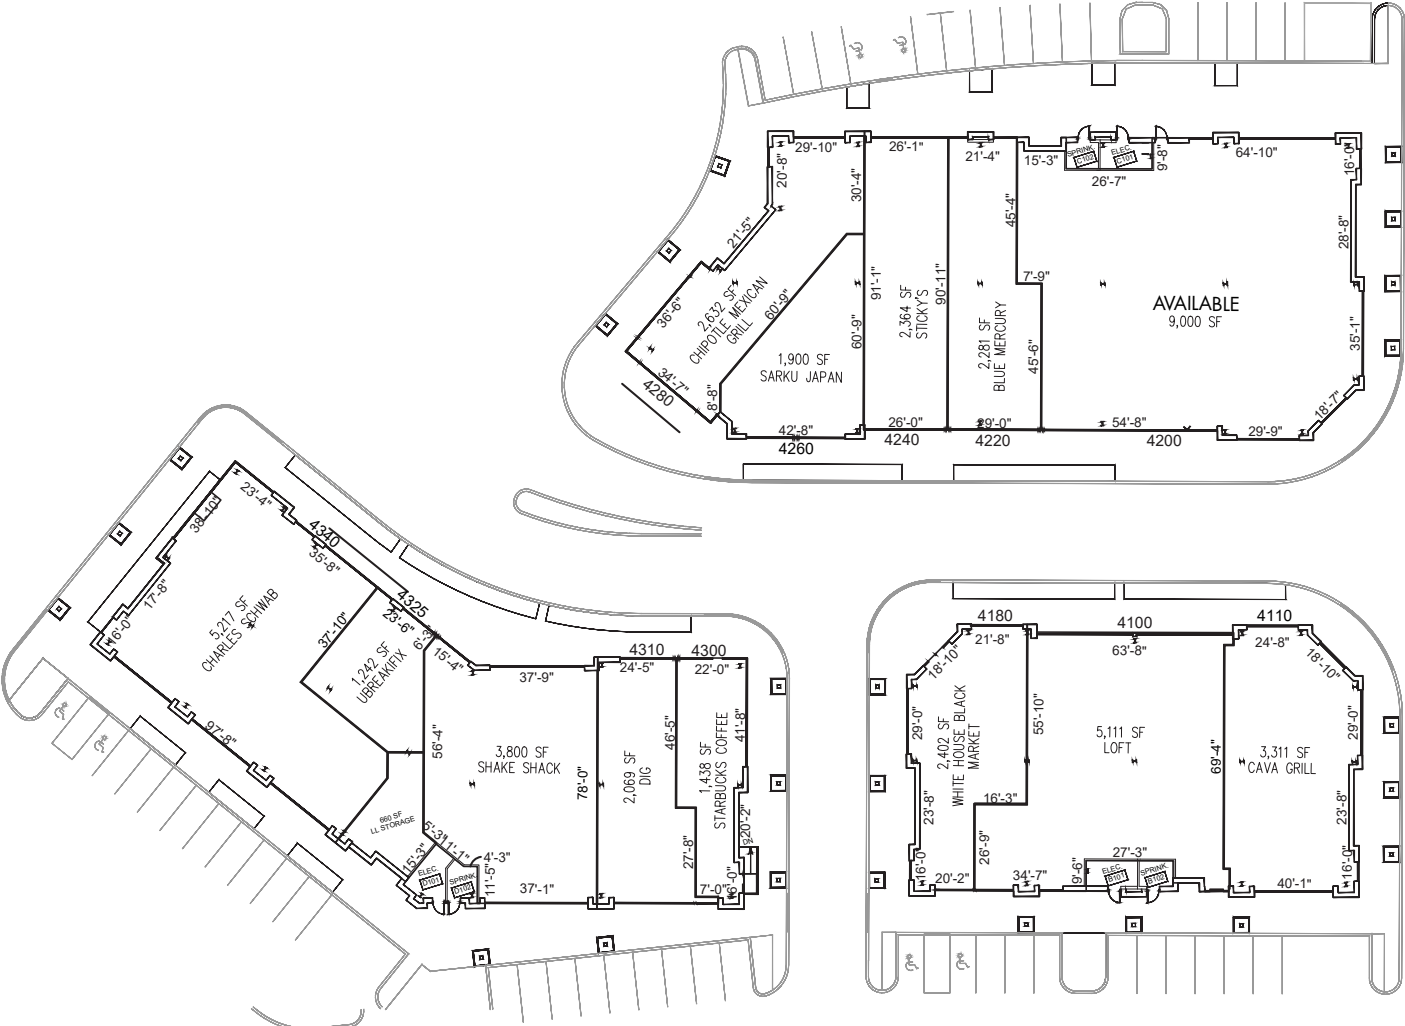 29'-10"
26'-1"
21'-4"
15'-3"
SPRINK.
C102
ELEC.
C101
9'-8"
26'-7"
64'-10"
16'-0"
20'-8"
30'-4"
45'-4"
28'-8"
21'-5"
36'-6"
2,632 SF
CHIPOTLE MEXICAN
GRILL
60'-9"
34'-7"
4280
8'-8"
1,900 SF
SARKU JAPAN
60'-9"
42'-8"
4260
91'-1"
2,364 SF
STICKY'S
90'-11"
26'-0"
4240
2,281 SF
BLUE MERCURY
7'-9"
45'-6"
29'-0"
4220
AVAILABLE
9,000 SF
35'-1"
18'-7"
54'-8"
4200
29'-9"
23'-4"
38'-10"
4340
35'-8"
17'-8"
16'-0"
5,217 SF
CHARLES SCHWAB
97'-8"
37'-10"
4325
23'-6"
1,242 SF
UBREAKIFIX
15'-4"
56'-4"
660 SF
LL STORAGE
15'-3"
5'-3"
ELEC.
D101
SPRINK.
D102
4'-3"
11'-5"
37'-9"
3,800 SF
SHAKE SHACK
78'-0"
37'-1"
4310
24'-5"
2,069 SF
DIG
46'-5"
27'-8"
4300
22'-0"
1,438 SF
STARBUCKS COFFEE
41'-8"
20'-2"
DN
7'-0"
4180
21'-8"
18'-10"
29'-0"
23'-8"
16'-0"
2,402 SF
WHITE HOUSE BLACK
MARKET
55'-10"
16'-3"
26'-9"
20'-2"
34'-7"
4100
63'-8"
5,111 SF
LOFT
69'-4"
27'-3"
9'-6"
ELEC.
B101
SPRINK.
B102
4110
24'-8"
18'-10"
29'-0"
3,311 SF
CAVA GRILL
23'-8"
16'-0"
40'-1"